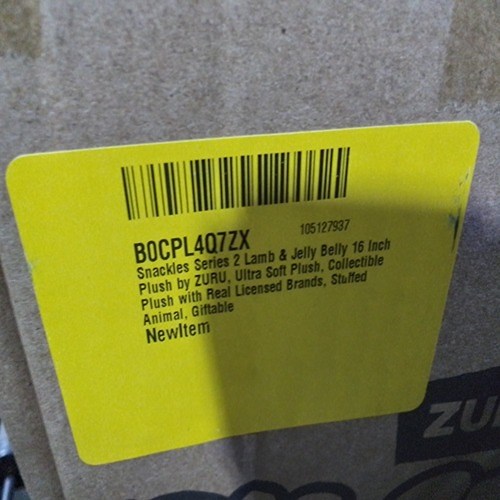 B0CPL4Q7ZX
105127937
Snackles Series 2 Lamb & Jelly Belly 16 Inch
Plush by ZURU, Ultra Soft Plush, Collectible
Plush with Real Licensed Brands, Stuffed
Animal, Giftable
NewItem